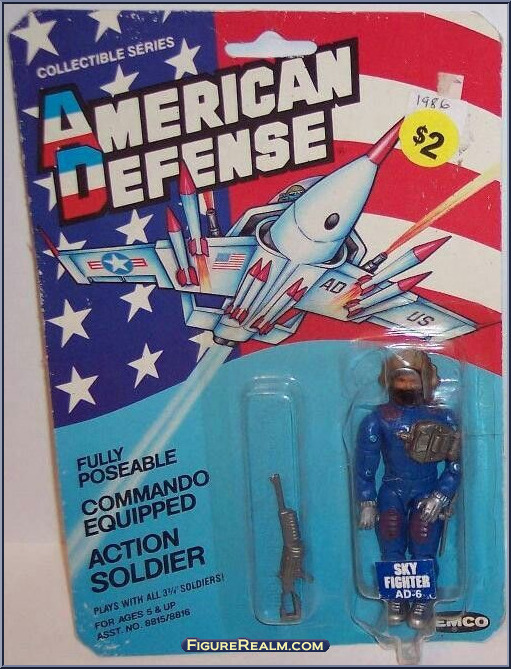 COLLECTIBLE SERIES
AMERICAN
DEFENSE
1986
$2
AD
US
FULLY
POSEABLE
COMMANDO
EQUIPPED
ACTION
SOLDIER
PLAYS WITH ALL 3¾" SOLDIERS!
FOR AGES 5 & UP
ASST. NO. 8815/8816
SKY
FIGHTER
AD-6
EMCO
FIGUREREALM.COM